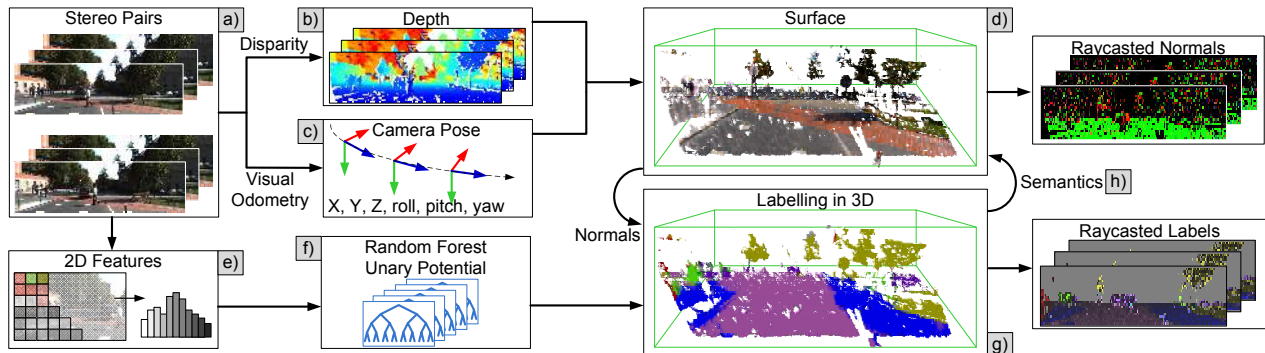 Stereo Pairs
a)
Disparity
Visual
Odometry
b)
Depth
c)
Camera Pose
X, Y, Z, roll, pitch, yaw
Surface
d)
Raycasted Normals
2D Features
e)
f)
Random Forest
Unary Potential
Normals
Semantics
h)
Labelling in 3D
g)
Raycasted Labels